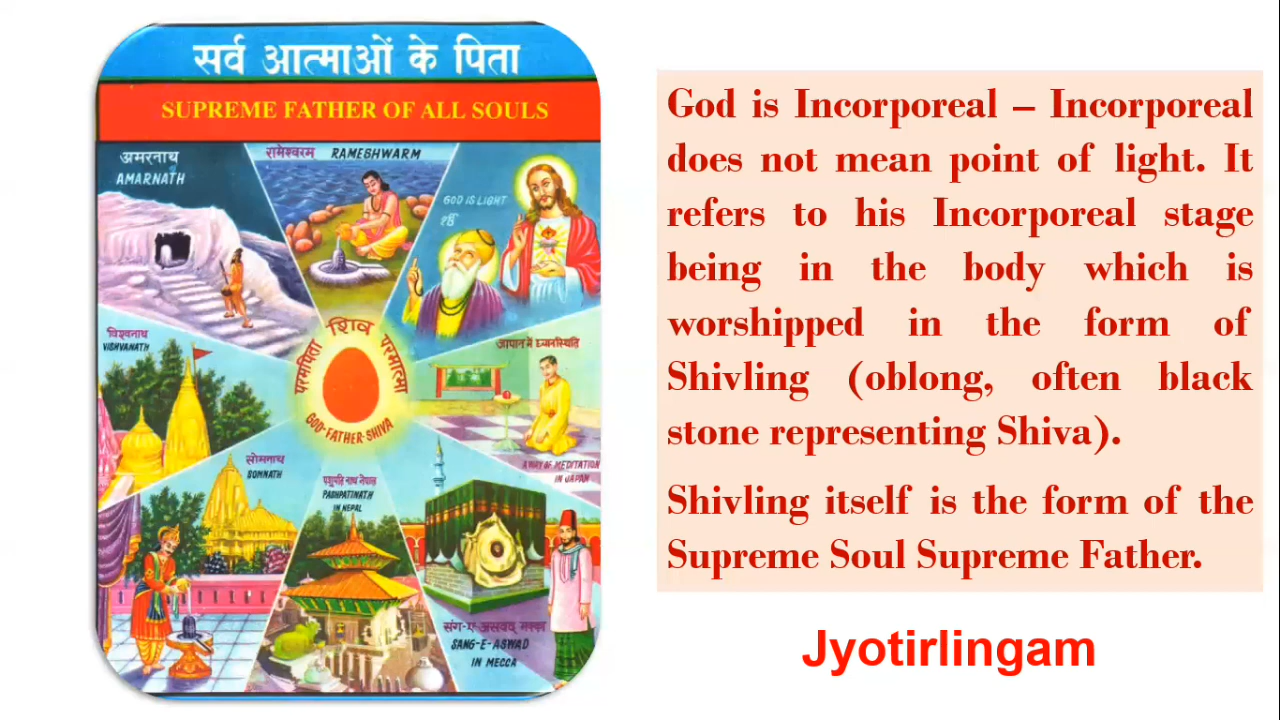 सर्व आत्माओं के पिता
SUPREME FATHER OF ALL SOULS
अमरनाथ
AMARNATH
रामेश्वरम RAMESHWARM
GOD IS LIGHT
ੴ
विश्वनाथ
VISHVANATH
शिव
परमपिता परमात्मा
GOD-FATHER-SHIVA
जापान में ध्यानस्थिति
A WAY OF MEDITATION
IN JAPAN
सोमनाथ
SOMNATH
पशुपति नाथ नेपाल
PASHPATINATH
IN NEPAL
संग-ए-असवद मक्का
SANG-E-ASWAD
IN MECCA
God is Incorporeal – Incorporeal
does not mean point of light. It
refers to his Incorporeal stage
being in the body which is
worshipped in the form of
Shivling (oblong, often black
stone representing Shiva).
Shivling itself is the form of the
Supreme Soul Supreme Father.
Jyotirlingam